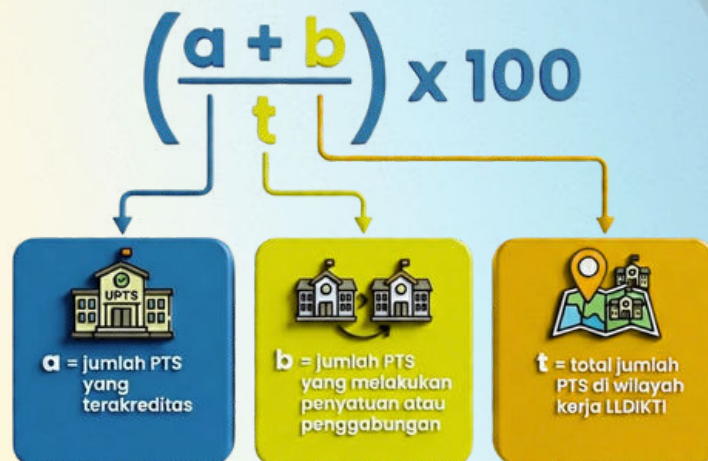 (a + b
t) x 100
UPTS
a = jumlah PTS
yang
terakreditas
b = jumlah PTS
yang melakukan
penyatuan atau
penggabungan
t = total jumlah
PTS di wilayah
kerja LLDIKTI